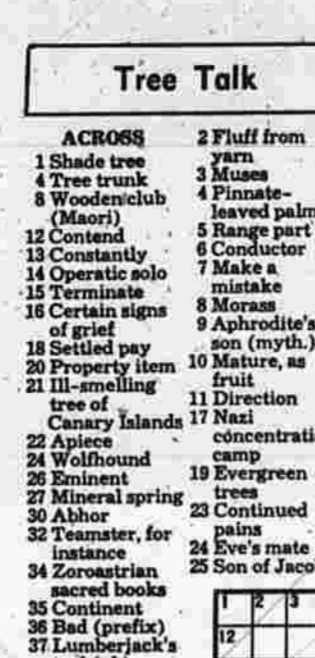 Tree Talk
ACROSS
1 Shade tree
4 Tree trunk
8 Wooden club
(Maori)
12 Contend
13 Constantly
14 Operatic solo
15 Terminate
16 Certain signs
of grief
18 Settled pay
20 Property item
21 Ill-smelling
tree of
Canary Islands
22 Apiece
24 Wolfhound
26 Eminent
27 Mineral spring
30 Abhor
32 Teamster, for
instance
34 Zoroastrian
sacred books
35 Continent
36 Bad (prefix)
37 Lumberjack's
2 Fluff from
yarn
3 Muses
4 Pinnate-
leaved palm
5 Range part
6 Conductor
7 Make a
mistake
8 Morass
9 Aphrodite's
son (myth.)
10 Mature, as
fruit
11 Direction
17 Nazi
concentrati
camp
19 Evergreen
trees
23 Continued
pains
24 Eve's mate
25 Son of Jaco
1 2 3
12